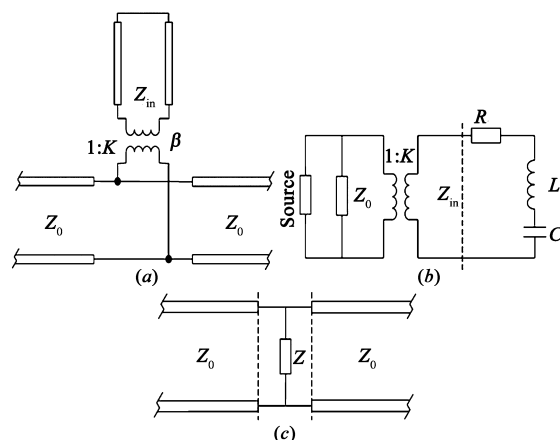 Z_in
1:K β
Z_0 Z_0
(a)
Source Z_0 1:K Z_in R L C
(b)
Z_0 Z Z_0
(c)